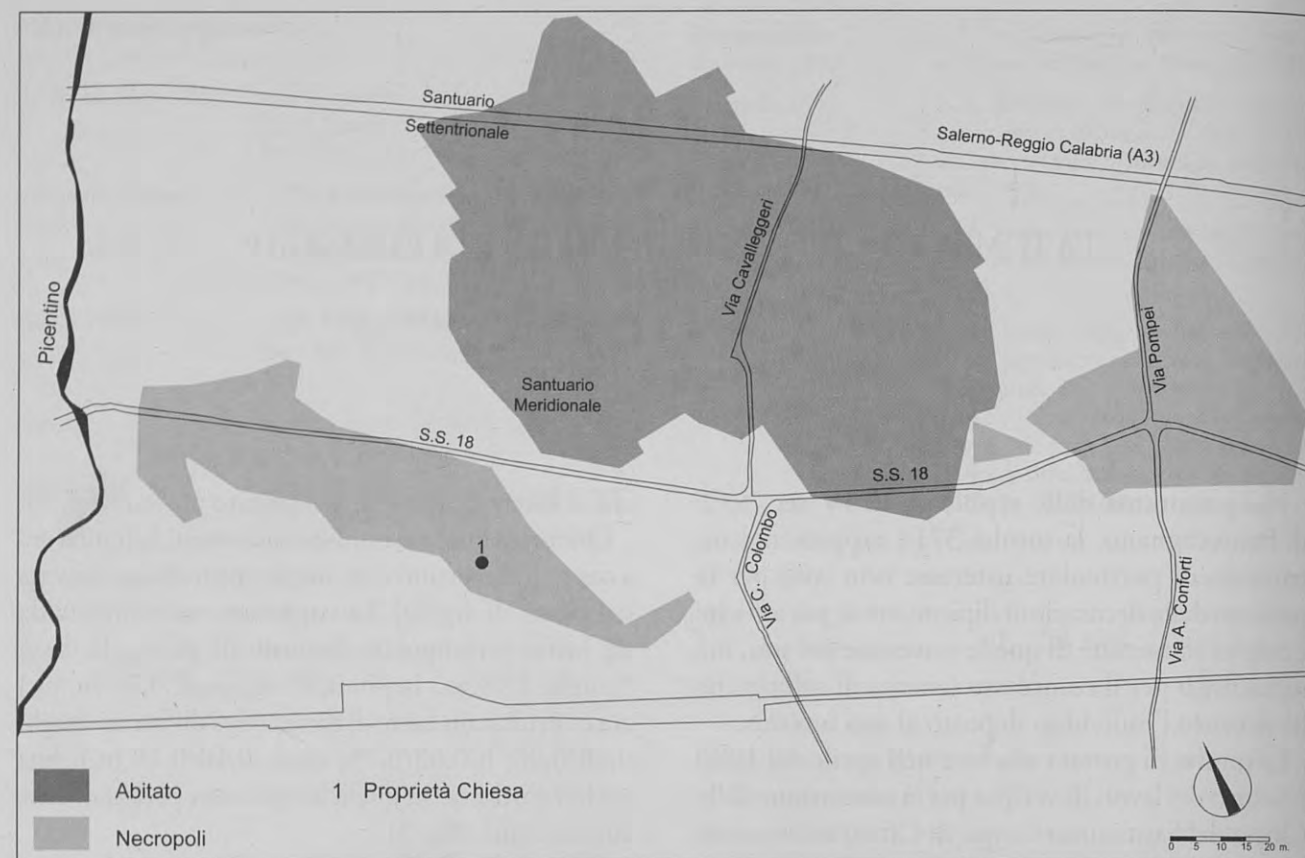 Santuario
Settentrionale
Salerno-Reggio Calabria (A3)
Picentino
Via Cavalleggeri
Via Pompei
Santuario
Meridionale
S.S. 18
S.S. 18
1
Via C. Colombo
Via A. Conforti
Abitato
1 Proprietà Chiesa
Necropoli
0 5 10 15 20 m.